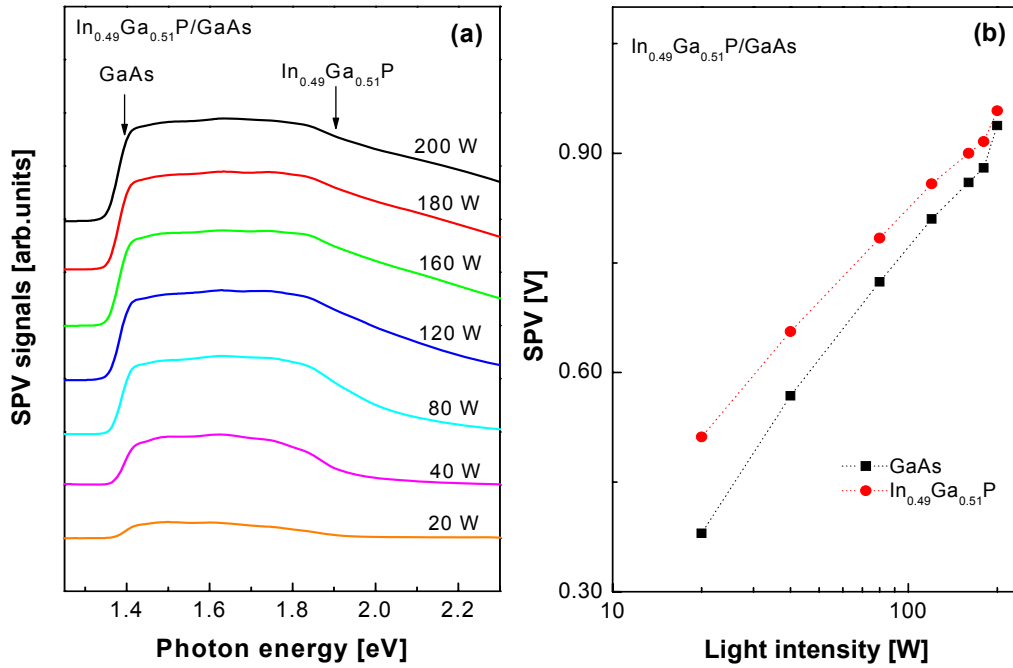 In0.49Ga0.51P/GaAs
(a)
GaAs
In0.49Ga0.51P
200 W
180 W
160 W
120 W
80 W
40 W
20 W
SPV signals [arb.units]
1.4 1.6 1.8 2.0 2.2
Photon energy [eV]
In0.49Ga0.51P/GaAs
(b)
0.90
0.60
0.30
SPV [V]
GaAs
In0.49Ga0.51P
10 100
Light intensity [W]